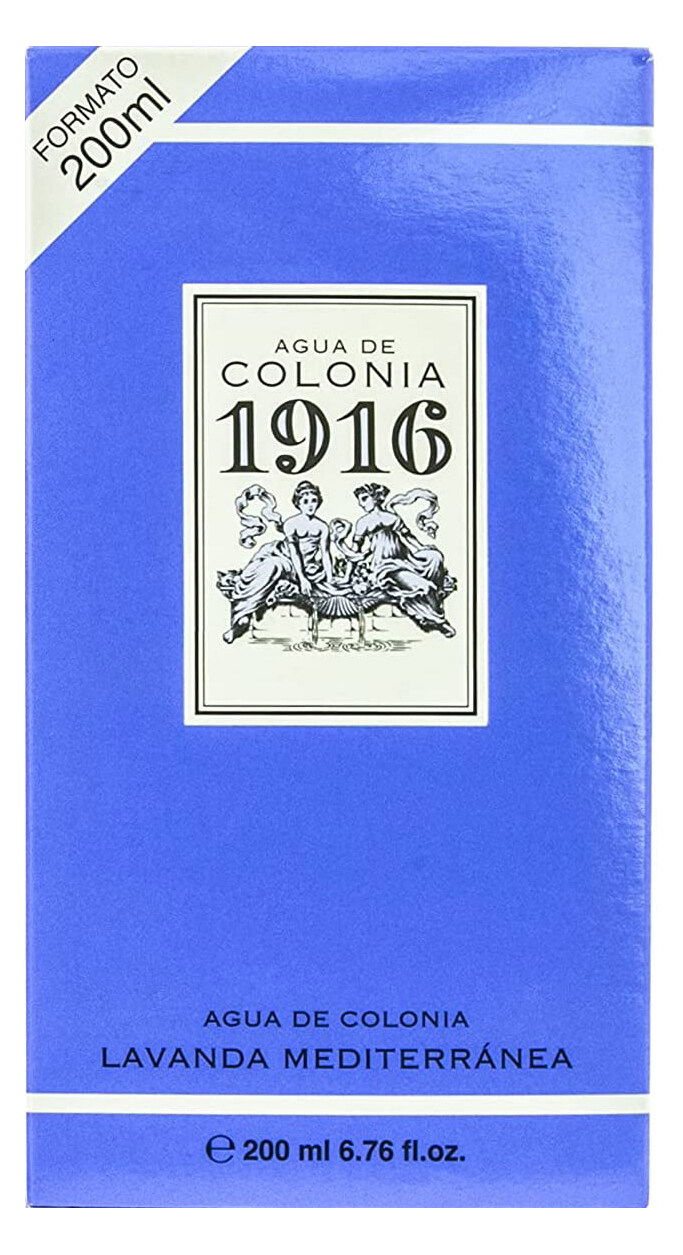 FORMATO
200ml
AGUA DE
COLONIA
1916
AGUA DE COLONIA
LAVANDA MEDITERRÁNEA
℮ 200 ml 6.76 fl.oz.